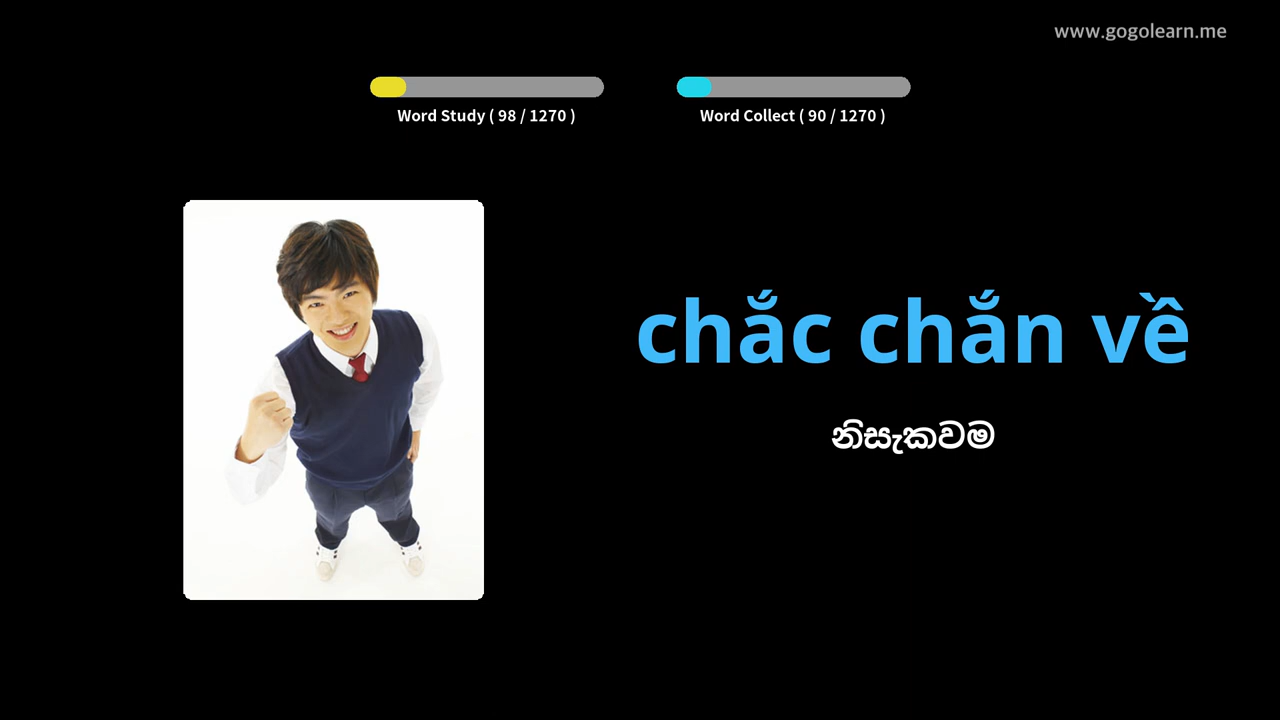 www.gogolearn.me
Word Study ( 98 / 1270 )
Word Collect ( 90 / 1270 )
chắc chắn về
නිසැකවම